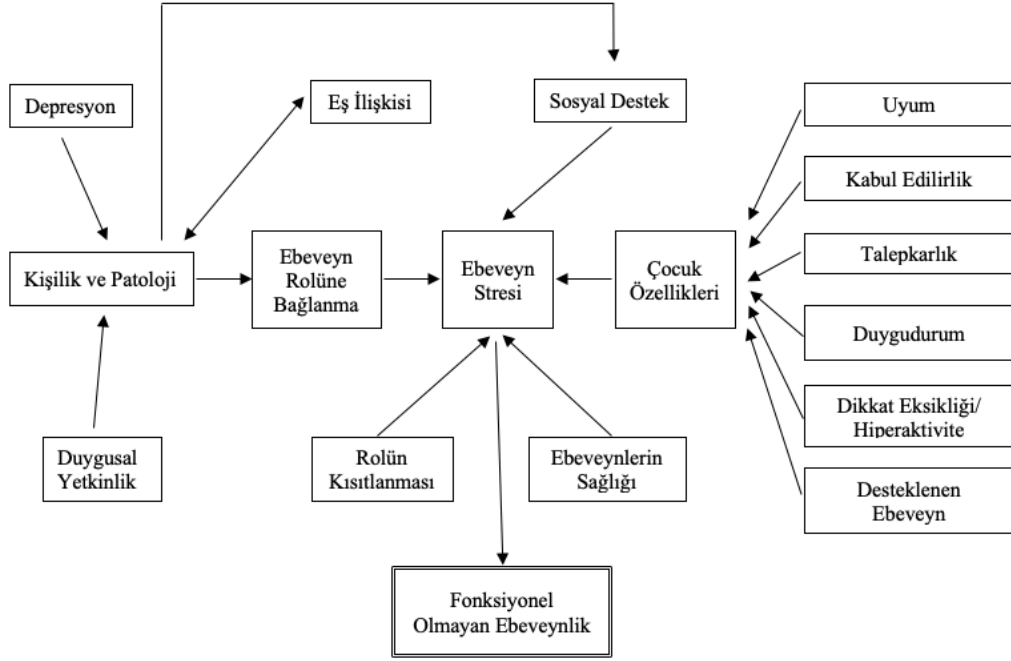 Depresyon
Eş İlişkisi
Sosyal Destek
Uyum
Kabul Edilirlik
Talepkarlık
Duygudurum
Dikkat Eksikliği/
Hiperaktivite
Desteklenen
Ebeveyn
Kişilik ve Patoloji
Ebeveyn
Rolüne
Bağlanma
Ebeveyn
Stresi
Çocuk
Özellikleri
Duygusal
Yetkinlik
Rolün
Kısıtlanması
Ebeveynlerin
Sağlığı
Fonksiyonel
Olmayan Ebeveynlik